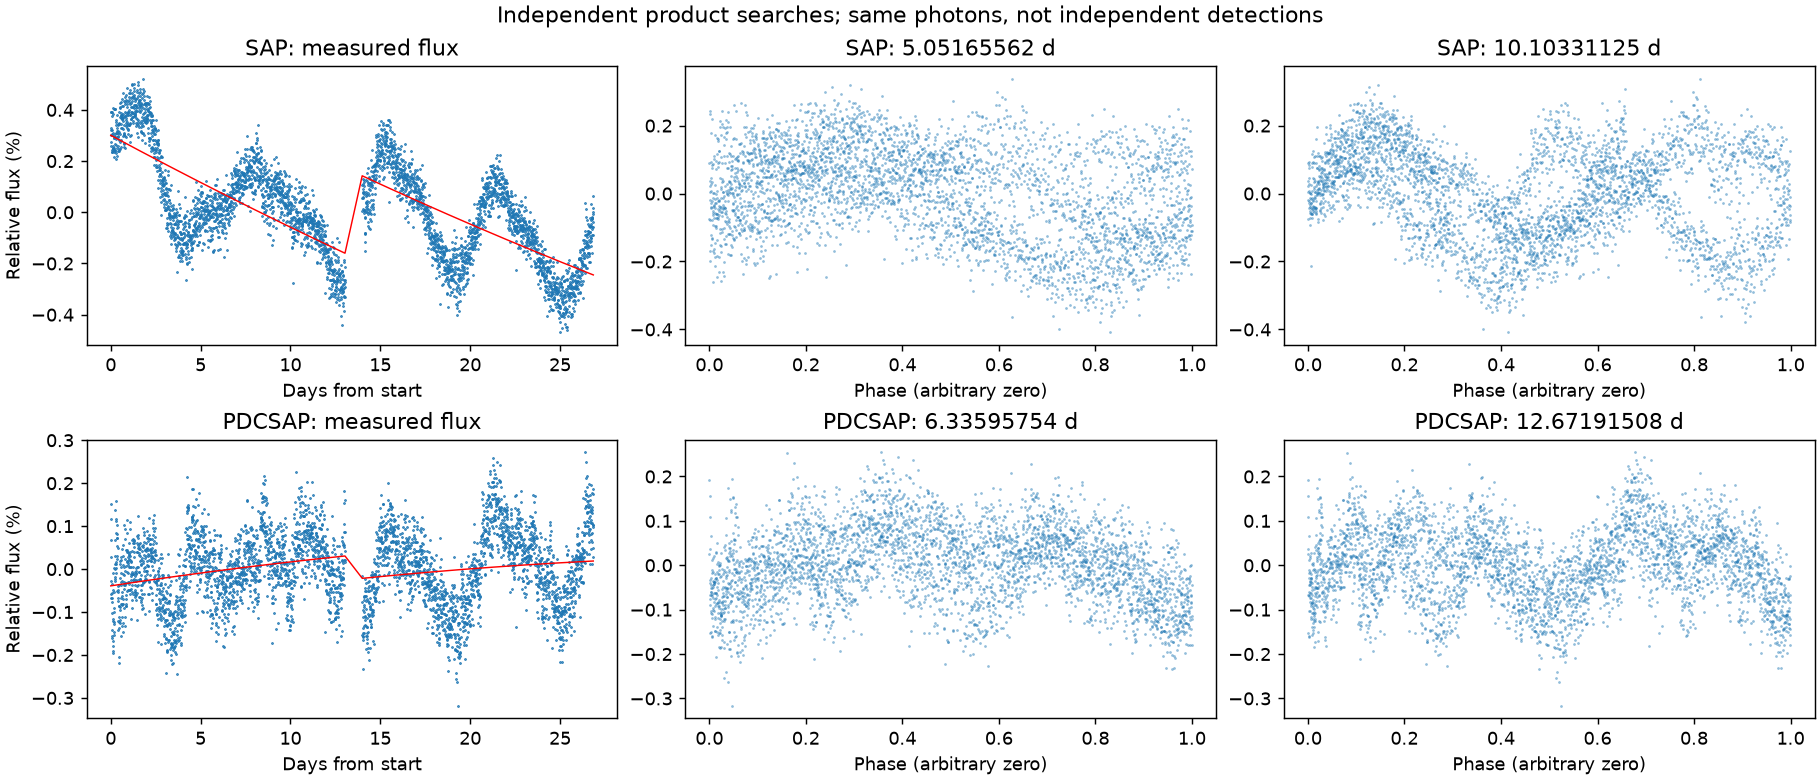 Independent product searches; same photons, not independent detections
SAP: measured flux
SAP: 5.05165562 d
SAP: 10.10331125 d
Relative flux (%)
0.4
0.2
0.0
−0.2
−0.4
0.2
0.0
−0.2
−0.4
0.2
0.0
−0.2
−0.4
0 5 10 15 20 25
0.0 0.2 0.4 0.6 0.8 1.0
0.0 0.2 0.4 0.6 0.8 1.0
Days from start
Phase (arbitrary zero)
Phase (arbitrary zero)
PDCSAP: measured flux
PDCSAP: 6.33595754 d
PDCSAP: 12.67191508 d
Relative flux (%)
0.3
0.2
0.1
0.0
−0.1
−0.2
−0.3
0.2
0.1
0.0
−0.1
−0.2
−0.3
0.2
0.1
0.0
−0.1
−0.2
−0.3
0 5 10 15 20 25
0.0 0.2 0.4 0.6 0.8 1.0
0.0 0.2 0.4 0.6 0.8 1.0
Days from start
Phase (arbitrary zero)
Phase (arbitrary zero)